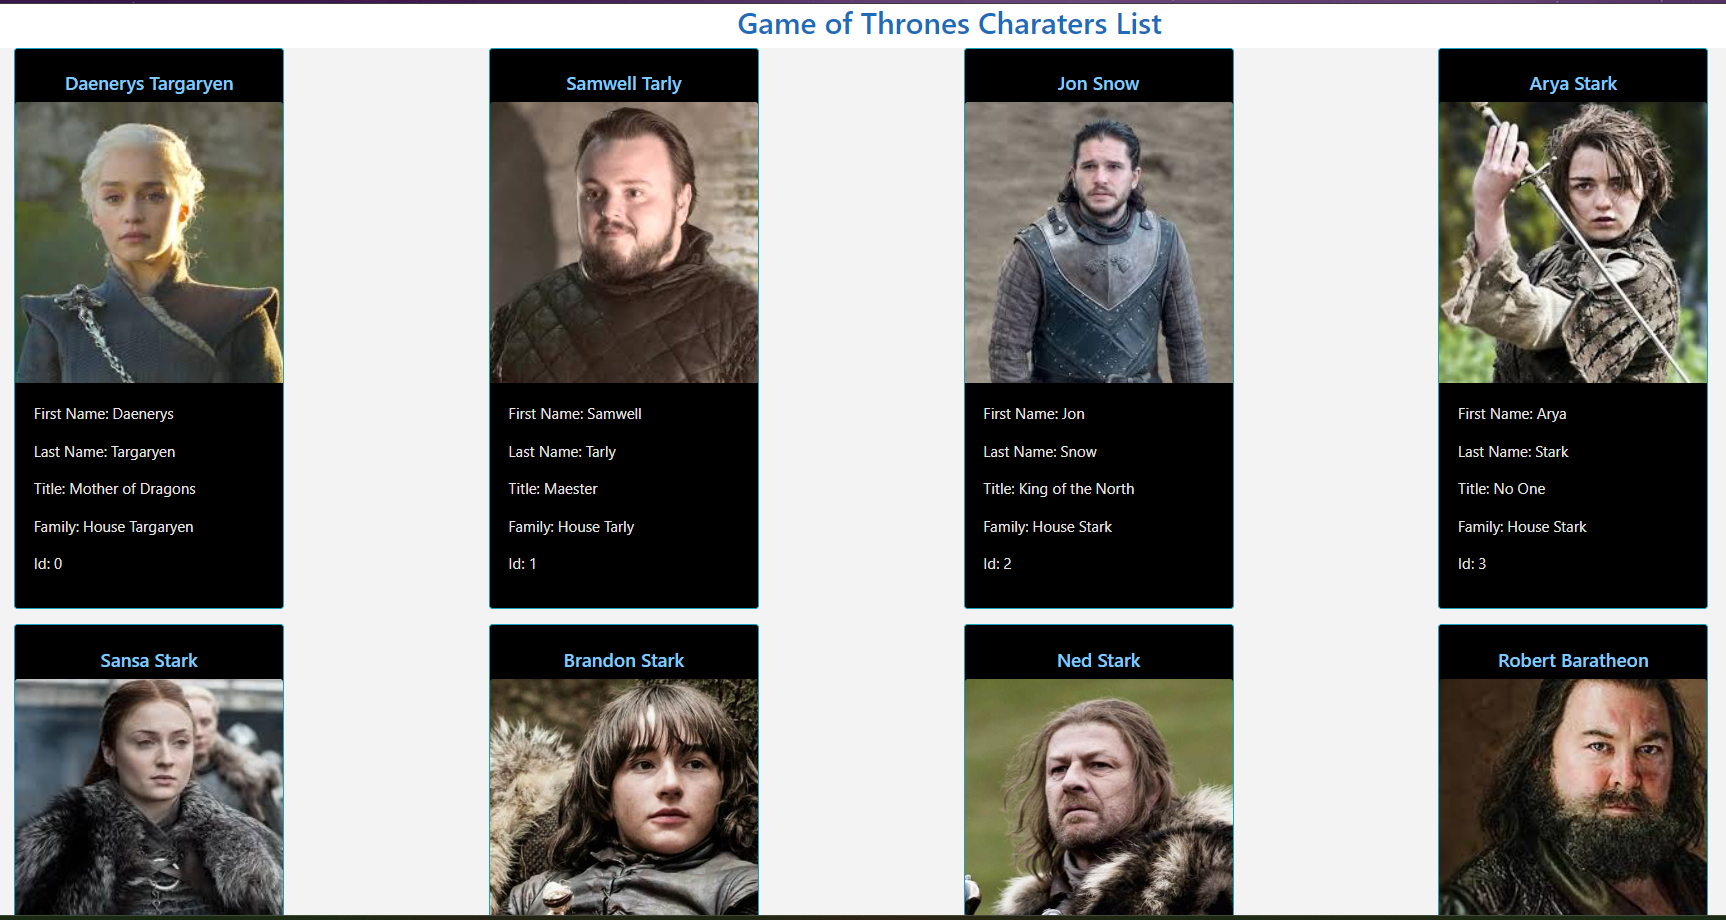 Game of Thrones Charaters List
Daenerys Targaryen
First Name: Daenerys
Last Name: Targaryen
Title: Mother of Dragons
Family: House Targaryen
Id: 0
Samwell Tarly
First Name: Samwell
Last Name: Tarly
Title: Maester
Family: House Tarly
Id: 1
Jon Snow
First Name: Jon
Last Name: Snow
Title: King of the North
Family: House Stark
Id: 2
Arya Stark
First Name: Arya
Last Name: Stark
Title: No One
Family: House Stark
Id: 3
Sansa Stark
Brandon Stark
Ned Stark
Robert Baratheon